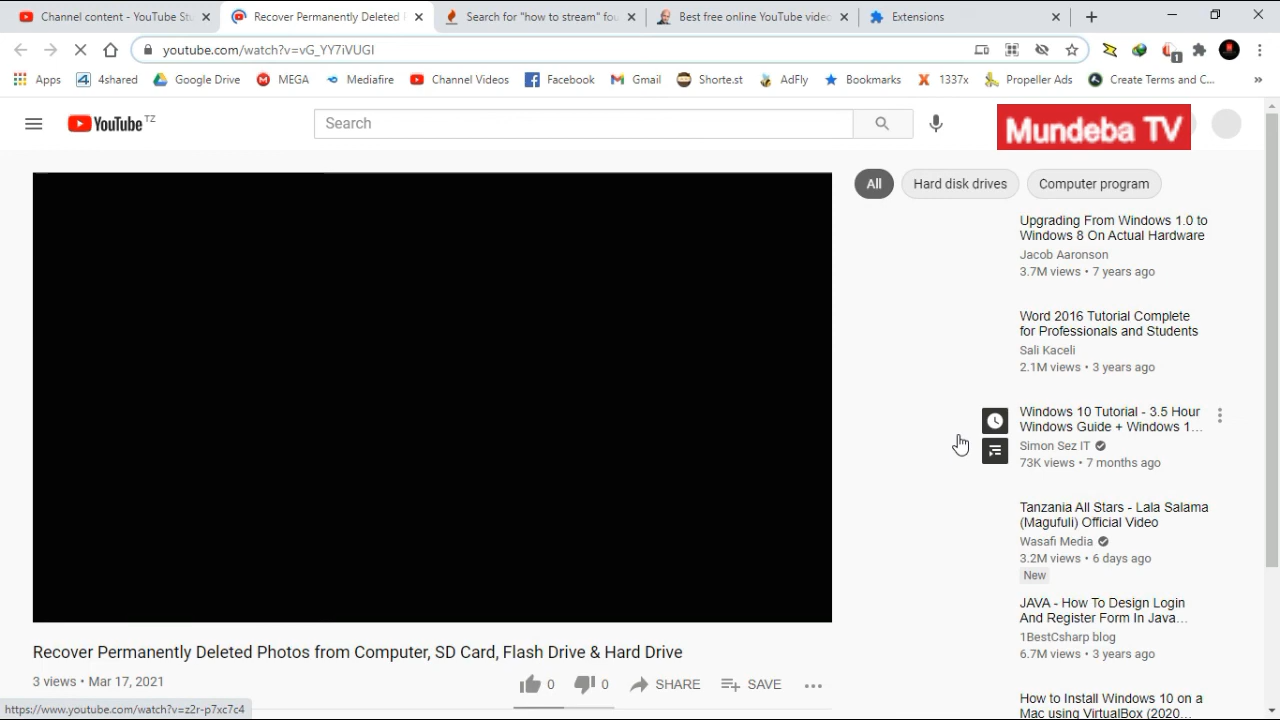 Channel content - YouTube Stu
Recover Permanently Deleted
Search for "how to stream" fou
Best free online YouTube video
Extensions
youtube.com/watch?v=vG_YY7iVUGI
1
Apps
4shared
Google Drive
MEGA
Mediafire
Channel Videos
Facebook
Gmail
Shorte.st
AdFly
Bookmarks
1337x
Propeller Ads
Create Terms and C...
YouTube TZ
Search
Mundeba TV
All
Hard disk drives
Computer program
Upgrading From Windows 1.0 to
Windows 8 On Actual Hardware
Jacob Aaronson
3.7M views • 7 years ago
Word 2016 Tutorial Complete
for Professionals and Students
Sali Kaceli
2.1M views • 3 years ago
Windows 10 Tutorial - 3.5 Hour
Windows Guide + Windows 1...
Simon Sez IT
73K views • 7 months ago
Tanzania All Stars - Lala Salama
(Magufuli) Official Video
Wasafi Media
3.2M views • 6 days ago
New
JAVA - How To Design Login
And Register Form In Java...
1BestCsharp blog
6.7M views • 3 years ago
How to Install Windows 10 on a
Mac using VirtualBox (2020...
Recover Permanently Deleted Photos from Computer, SD Card, Flash Drive & Hard Drive
3 views • Mar 17, 2021
0
0
SHARE
SAVE
https://www.youtube.com/watch?v=z2r-p7xc7c4